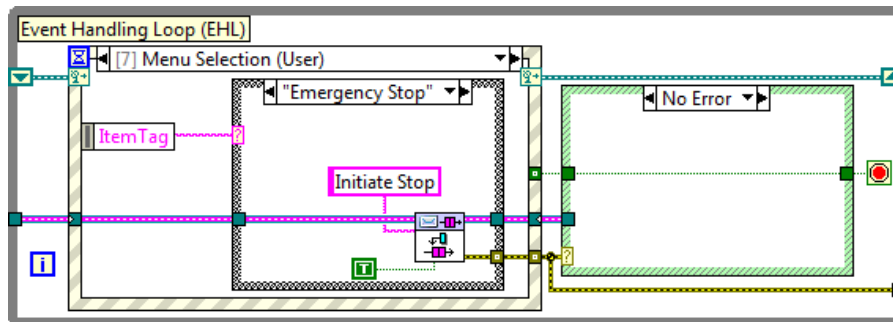 Event Handling Loop (EHL)
[7] Menu Selection (User)
"Emergency Stop"
No Error
ItemTag
?
Initiate Stop
T
?
i